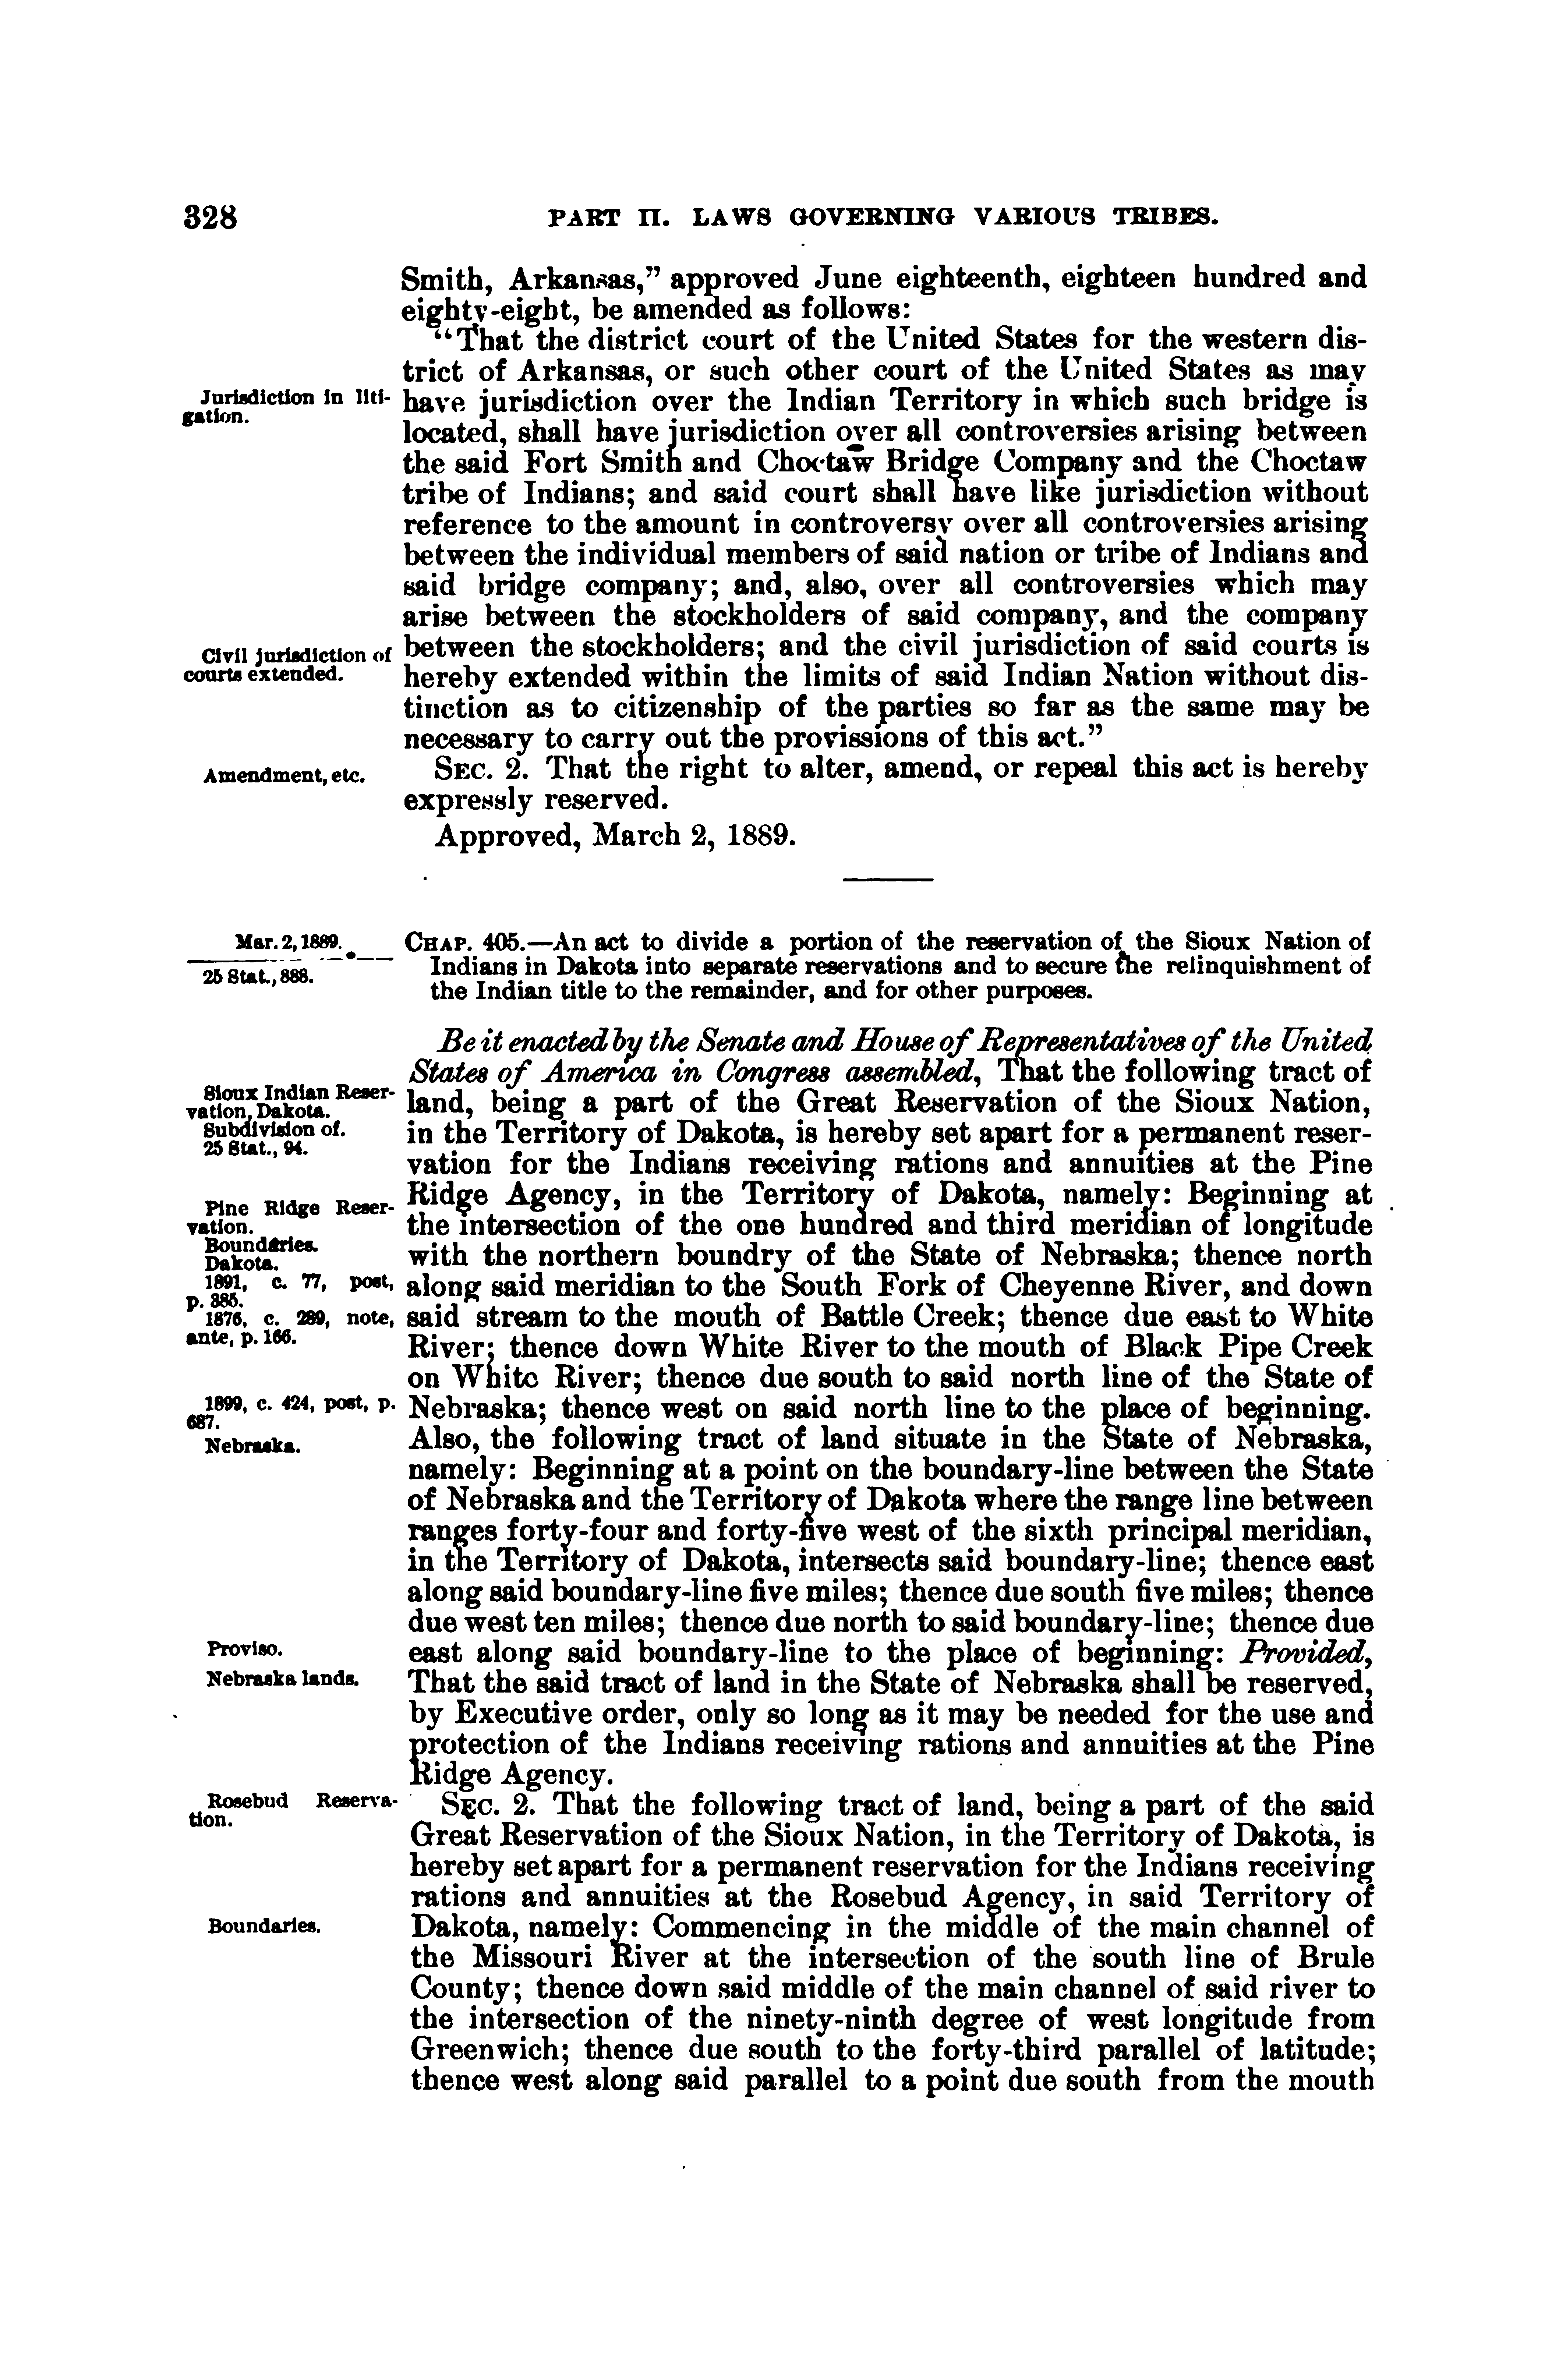 328
PART II. LAWS GOVERNING VARIOUS TRIBES.
Smith, Arkansas,” approved June eighteenth, eighteen hundred and
eighty-eight, be amended as follows:
“That the district court of the United States for the western dis-
trict of Arkansas, or such other court of the United States as may
Jurisdiction in liti-
gation.
have jurisdiction over the Indian Territory in which such bridge is
located, shall have jurisdiction over all controversies arising between
the said Fort Smith and Choctaw Bridge Company and the Choctaw
tribe of Indians; and said court shall have like jurisdiction without
reference to the amount in controversy over all controversies arising
between the individual members of said nation or tribe of Indians and
said bridge company; and, also, over all controversies which may
arise between the stockholders of said company, and the company
Civil jurisdiction of
courts extended.
between the stockholders; and the civil jurisdiction of said courts is
hereby extended within the limits of said Indian Nation without dis-
tinction as to citizenship of the parties so far as the same may be
necessary to carry out the provissions of this act.”
Amendment, etc.
SEC. 2. That the right to alter, amend, or repeal this act is hereby
expressly reserved.
Approved, March 2, 1889.
Mar. 2, 1889.
25 Stat., 888.
CHAP. 405.—An act to divide a portion of the reservation of the Sioux Nation of
Indians in Dakota into separate reservations and to secure the relinquishment of
the Indian title to the remainder, and for other purposes.
Be it enacted by the Senate and House of Representatives of the United
States of America in Congress assembled, That the following tract of
Sioux Indian Reser-
vation, Dakota.
Subdivision of.
25 Stat., 94.
land, being a part of the Great Reservation of the Sioux Nation,
in the Territory of Dakota, is hereby set apart for a permanent reser-
vation for the Indians receiving rations and annuities at the Pine
Pine Ridge Reser-
vation.
Boundaries.
Dakota.
1891, c. 77, post,
p. 385.
1876, c. 289, note,
ante, p. 166.
Ridge Agency, in the Territory of Dakota, namely: Beginning at
the intersection of the one hundred and third meridian of longitude
with the northern boundry of the State of Nebraska; thence north
along said meridian to the South Fork of Cheyenne River, and down
said stream to the mouth of Battle Creek; thence due east to White
River; thence down White River to the mouth of Black Pipe Creek
on White River; thence due south to said north line of the State of
1899, c. 424, post, p.
687.
Nebraska.
Nebraska; thence west on said north line to the place of beginning.
Also, the following tract of land situate in the State of Nebraska,
namely: Beginning at a point on the boundary-line between the State
of Nebraska and the Territory of Dakota where the range line between
ranges forty-four and forty-five west of the sixth principal meridian,
in the Territory of Dakota, intersects said boundary-line; thence east
along said boundary-line five miles; thence due south five miles; thence
due west ten miles; thence due north to said boundary-line; thence due
Proviso.
Nebraska lands.
east along said boundary-line to the place of beginning: Provided,
That the said tract of land in the State of Nebraska shall be reserved,
by Executive order, only so long as it may be needed for the use and
protection of the Indians receiving rations and annuities at the Pine
Ridge Agency.
Rosebud Reserva-
tion.
SEC. 2. That the following tract of land, being a part of the said
Great Reservation of the Sioux Nation, in the Territory of Dakota, is
hereby set apart for a permanent reservation for the Indians receiving
rations and annuities at the Rosebud Agency, in said Territory of
Boundaries.
Dakota, namely: Commencing in the middle of the main channel of
the Missouri River at the intersection of the south line of Brule
County; thence down said middle of the main channel of said river to
the intersection of the ninety-ninth degree of west longitude from
Greenwich; thence due south to the forty-third parallel of latitude;
thence west along said parallel to a point due south from the mouth